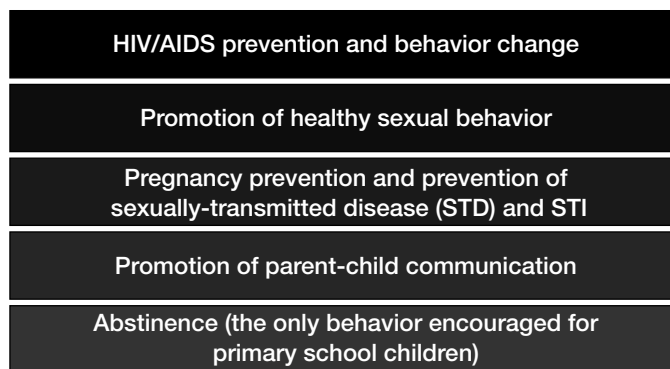 HIV/AIDS prevention and behavior change
Promotion of healthy sexual behavior
Pregnancy prevention and prevention of
sexually-transmitted disease (STD) and STI
Promotion of parent-child communication
Abstinence (the only behavior encouraged for
primary school children)